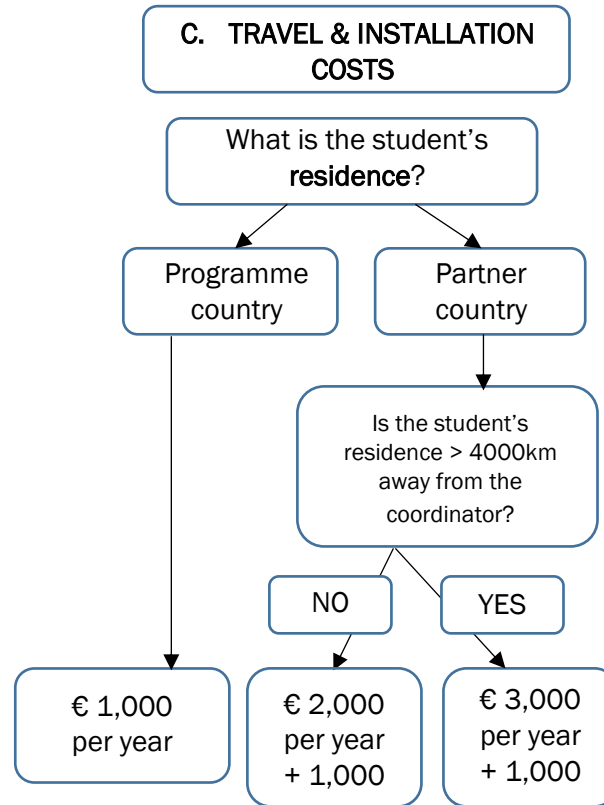 C. TRAVEL & INSTALLATION
COSTS
What is the student's
residence?
Programme
country
Partner
country
Is the student's
residence > 4000km
away from the
coordinator?
NO
YES
€ 1,000
per year
€ 2,000
per year
+ 1,000
€ 3,000
per year
+ 1,000